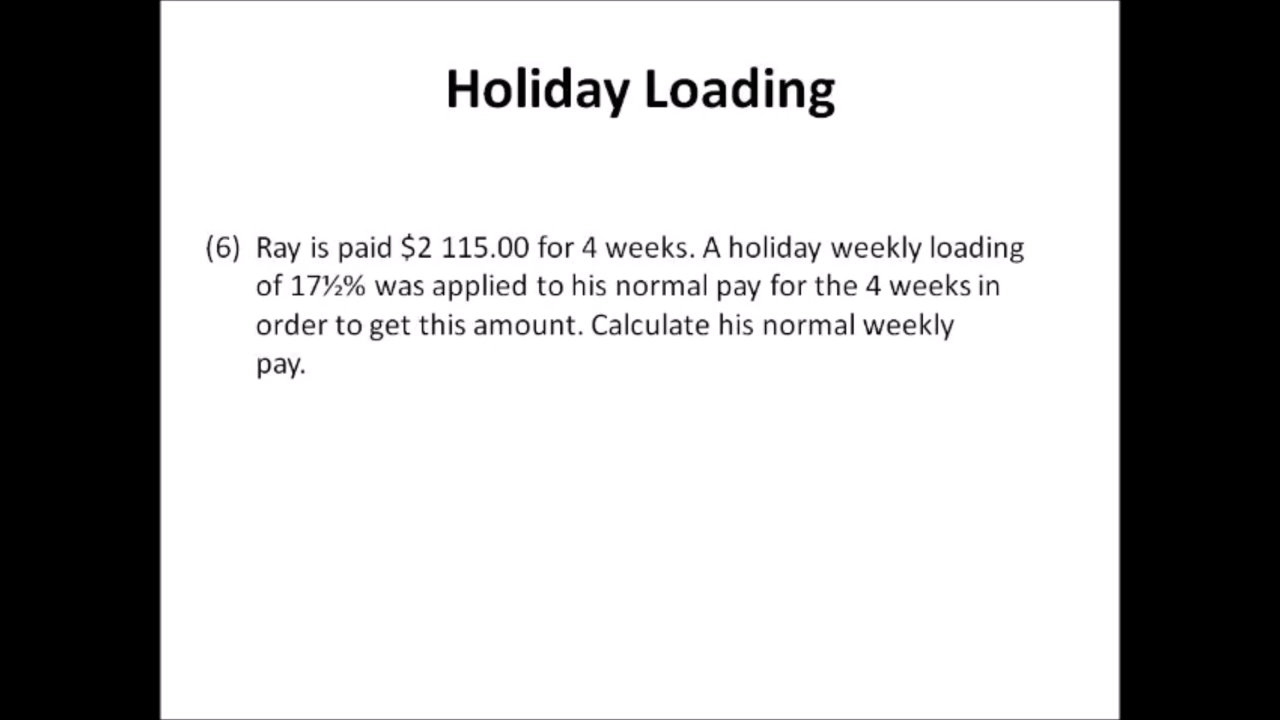 Holiday Loading
(6) Ray is paid $2 115.00 for 4 weeks. A holiday weekly loading
of 17½% was applied to his normal pay for the 4 weeks in
order to get this amount. Calculate his normal weekly
pay.